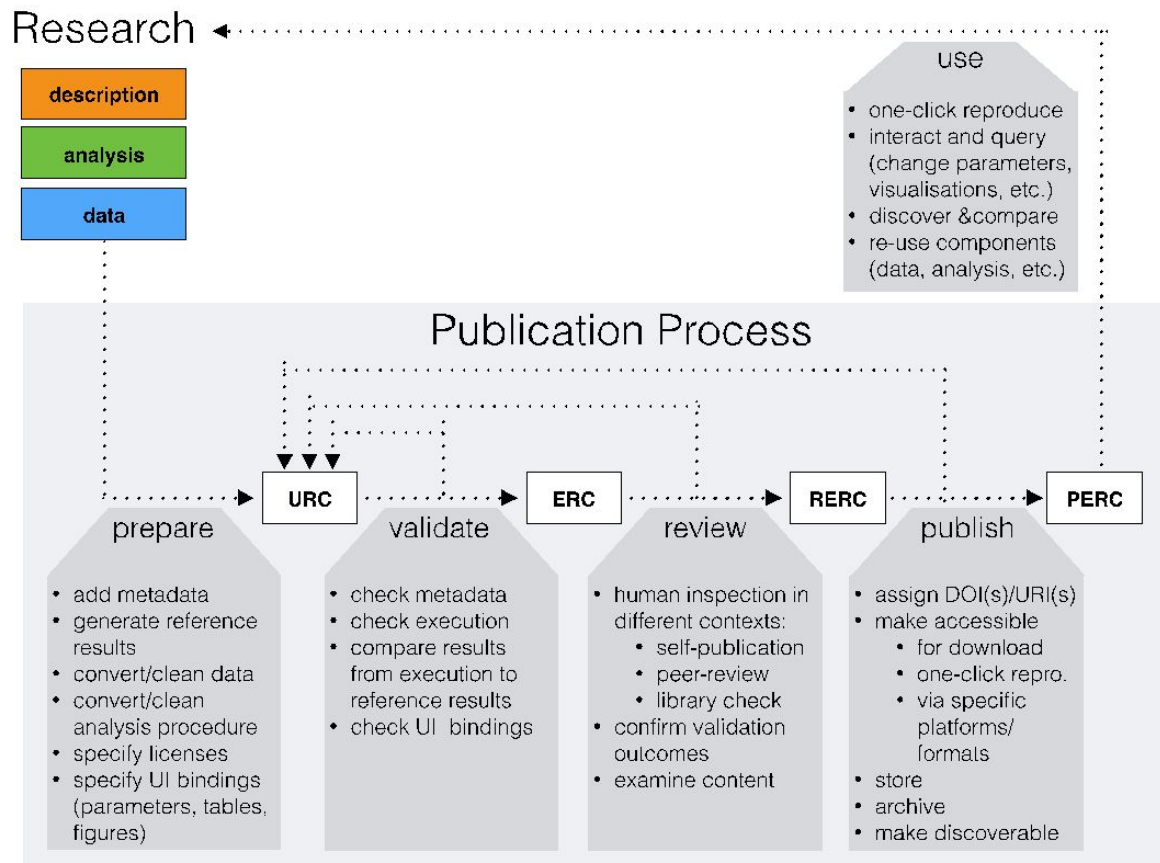 Research
description
analysis
data
use
• one-click reproduce
• interact and query
(change parameters,
visualisations, etc.)
• discover &compare
• re-use components
(data, analysis, etc.)
Publication Process
URC
ERC
RERC
PERC
prepare
• add metadata
• generate reference
results
• convert/clean data
• convert/clean
analysis procedure
• specify licenses
• specify UI bindings
(parameters, tables,
figures)
validate
• check metadata
• check execution
• compare results
from execution to
reference results
• check UI bindings
review
• human inspection in
different contexts:
• self-publication
• peer-review
• library check
• confirm validation
outcomes
• examine content
publish
• assign DOI(s)/URI(s)
• make accessible
• for download
• one-click repro.
• via specific
platforms/
formats
• store
• archive
• make discoverable